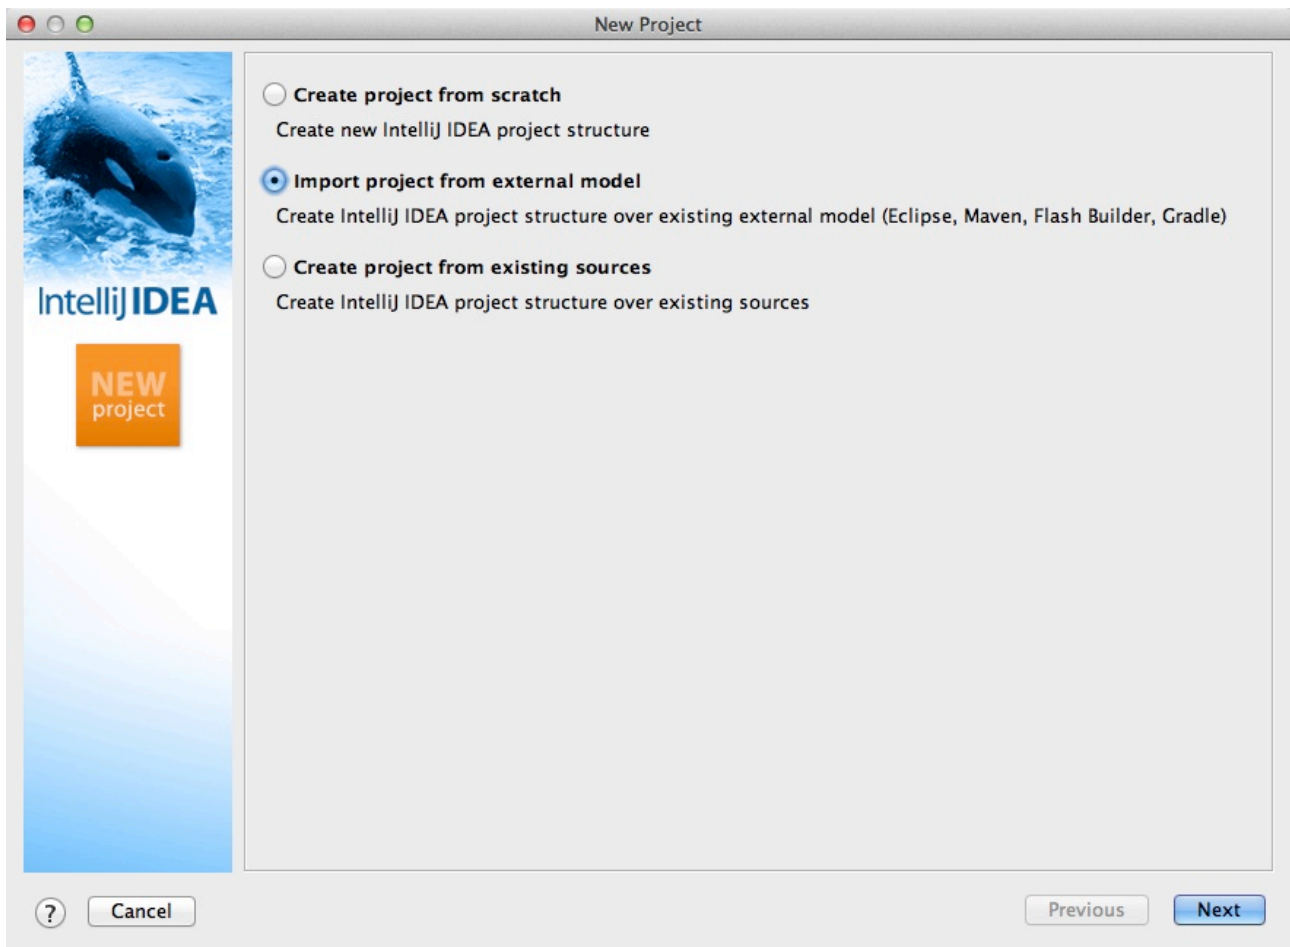 New Project
Create project from scratch
Create new IntelliJ IDEA project structure
Import project from external model
Create IntelliJ IDEA project structure over existing external model (Eclipse, Maven, Flash Builder, Gradle)
Create project from existing sources
Create IntelliJ IDEA project structure over existing sources
IntelliJ IDEA
NEW
project
?
Cancel
Previous
Next